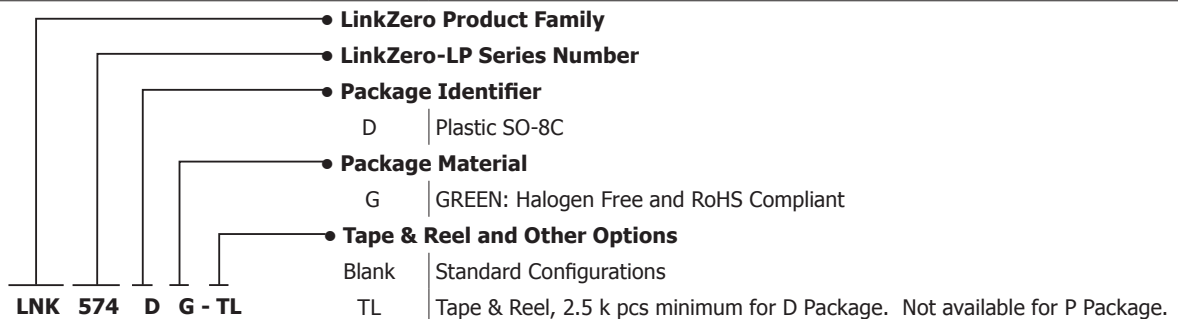 LinkZero Product Family
LinkZero-LP Series Number
Package Identifier
D Plastic SO-8C
Package Material
G GREEN: Halogen Free and RoHS Compliant
Tape & Reel and Other Options
Blank Standard Configurations
LNK 574 D G - TL TL Tape & Reel, 2.5 k pcs minimum for D Package. Not available for P Package.